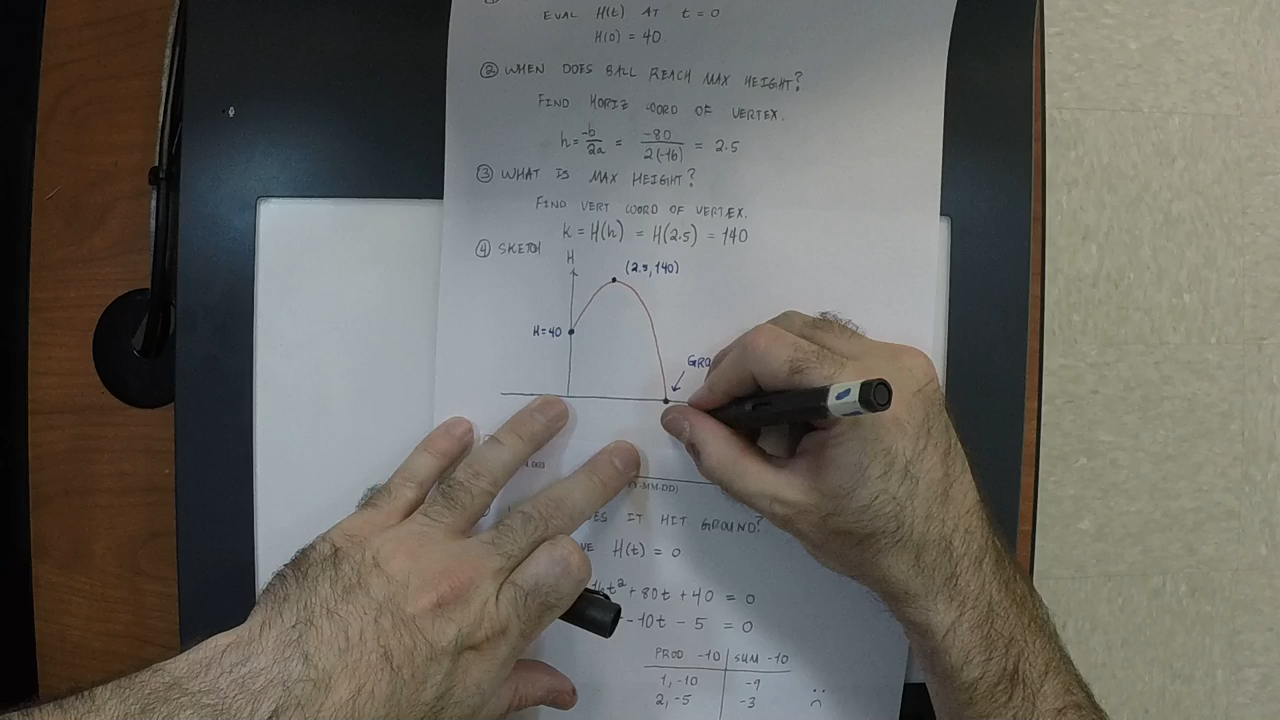 EVAL H(t) AT t = 0
H(0) = 40
② WHEN DOES BALL REACH MAX HEIGHT?
FIND HORIZ COORD OF VERTEX.
h = -b/2a = -80/2(-16) = 2.5
③ WHAT IS MAX HEIGHT?
FIND VERT COORD OF VERTEX.
K = H(h) = H(2.5) = 140
④ SKETCH
H
(2.5, 140)
H=40
IT HIT GROUND?
H(t) = 0
t² + 80t + 40 = 0
- 10t - 5 = 0
PROD -10 | SUM -10
1, -10 | -9
2, -5 | -3